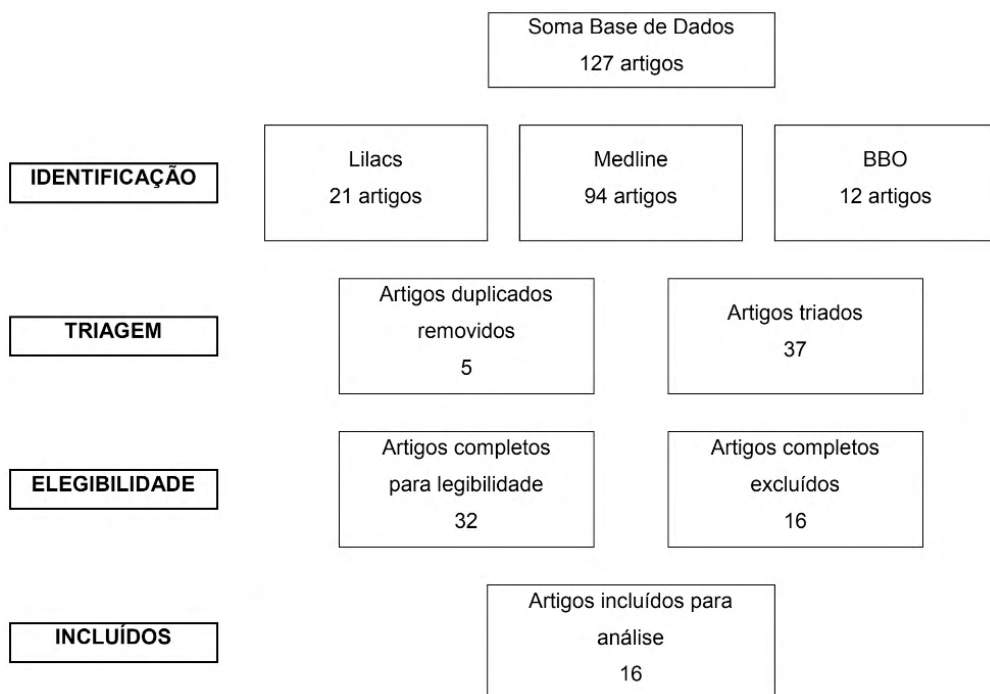 Soma Base de Dados
127 artigos
IDENTIFICAÇÃO
Lilacs
21 artigos
Medline
94 artigos
BBO
12 artigos
TRIAGEM
Artigos duplicados
removidos
5
Artigos triados
37
ELEGIBILIDADE
Artigos completos
para legibilidade
32
Artigos completos
excluídos
16
INCLUÍDOS
Artigos incluídos para
análise
16